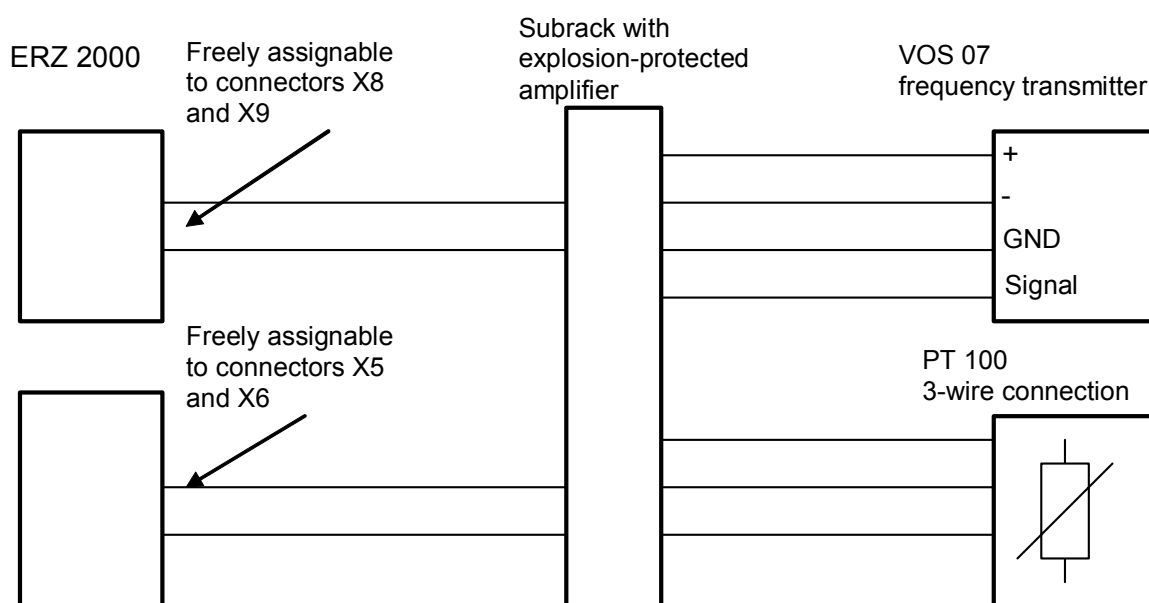 ERZ 2000
Freely assignable
to connectors X8
and X9
Subrack with
explosion-protected
amplifier
VOS 07
frequency transmitter
+
-
GND
Signal
Freely assignable
to connectors X5
and X6
PT 100
3-wire connection